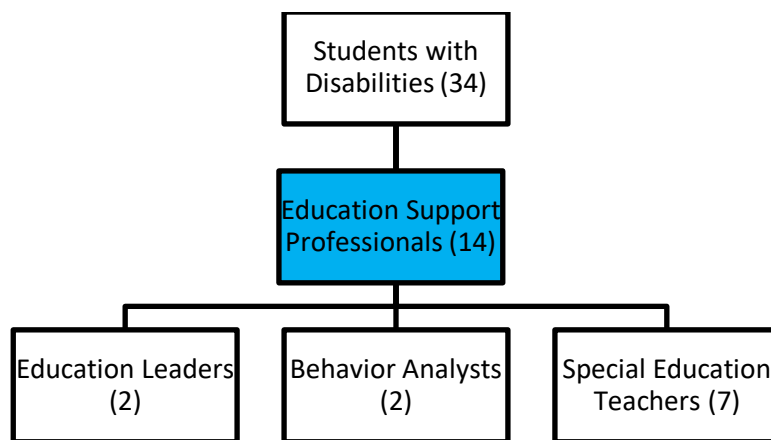 Students with
Disabilities (34)
Education Support
Professionals (14)
Education Leaders
(2)
Behavior Analysts
(2)
Special Education
Teachers (7)